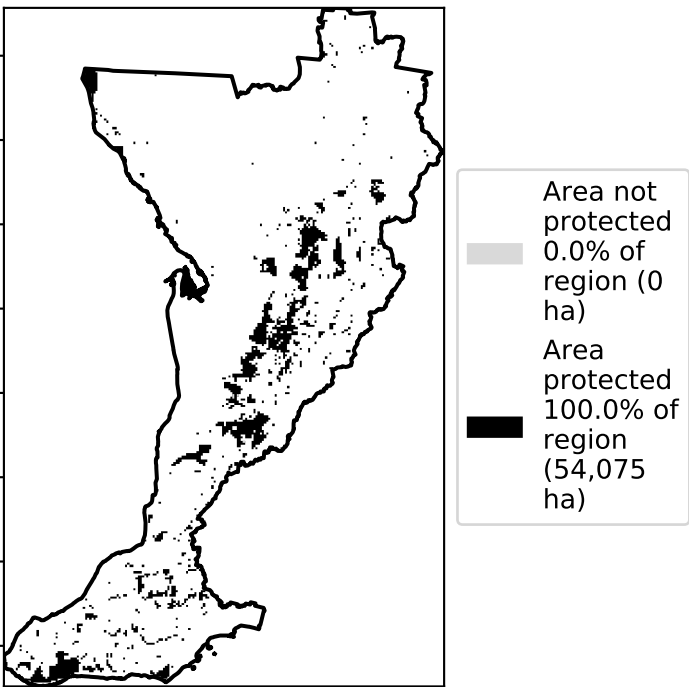 Area not
protected
0.0% of
region (0
ha)
Area
protected
100.0% of
region
(54,075
ha)